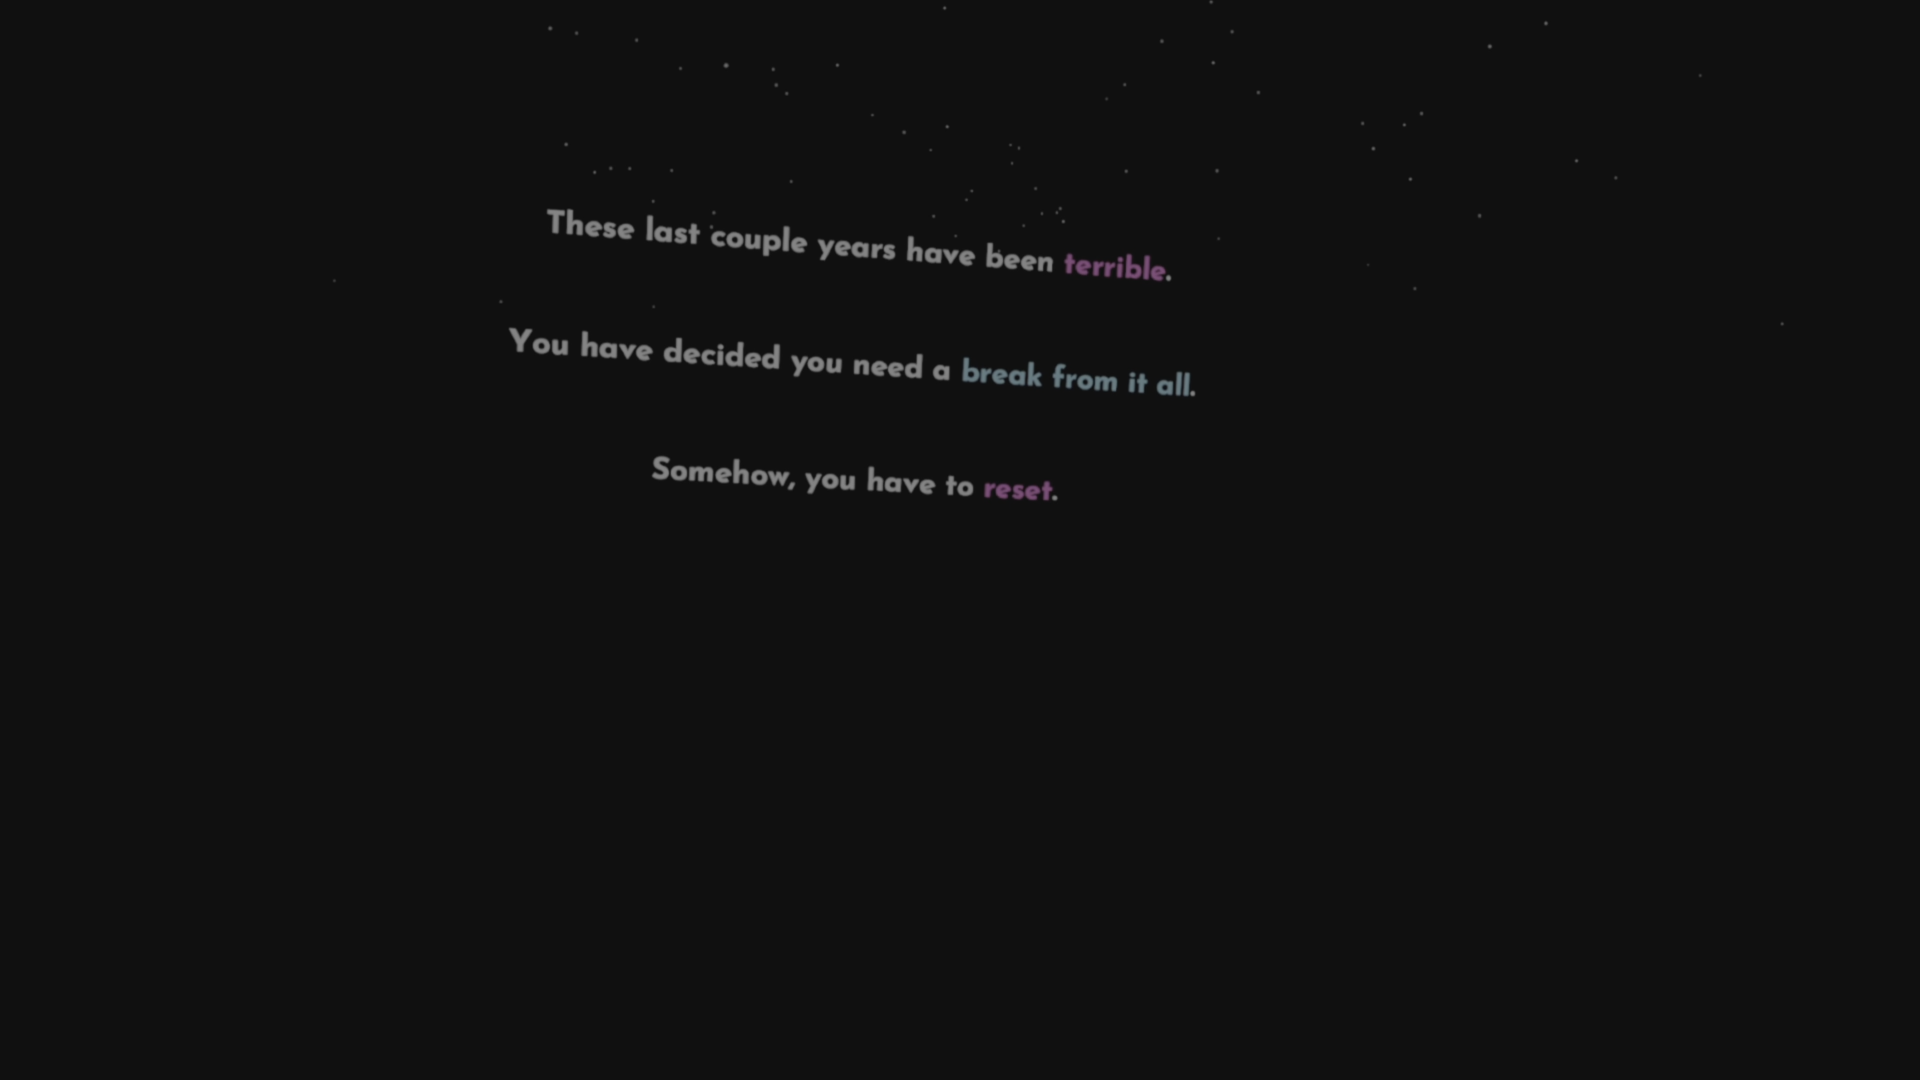 These last couple years have been terrible.
You have decided you need a break from it all.
Somehow, you have to reset.